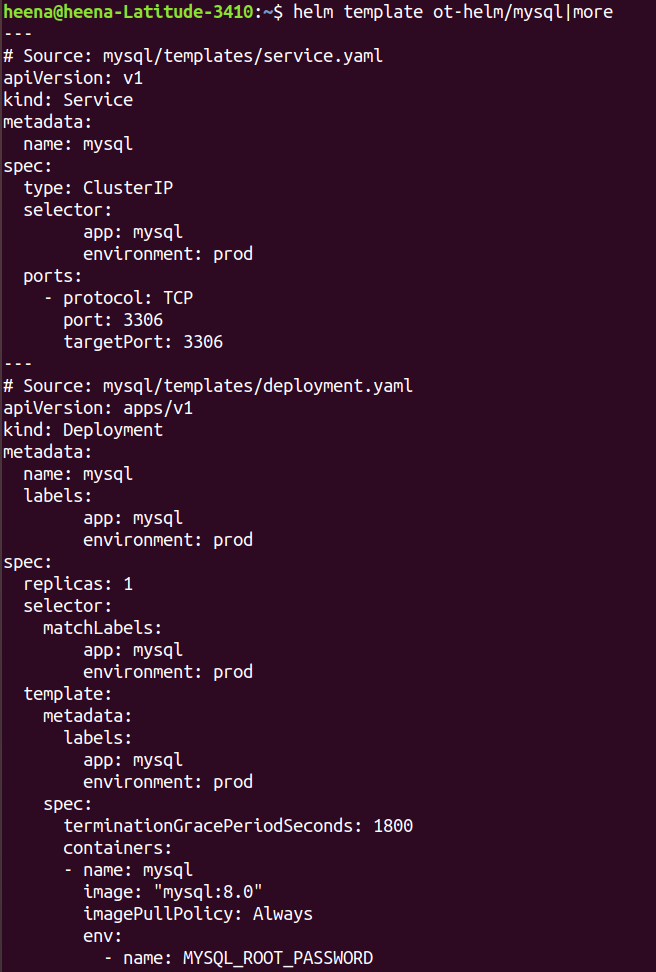 heena@heena-Latitude-3410:~$ helm template ot-helm/mysql|more
---
# Source: mysql/templates/service.yaml
apiVersion: v1
kind: Service
metadata:
  name: mysql
spec:
  type: ClusterIP
  selector:
        app: mysql
        environment: prod
  ports:
    - protocol: TCP
      port: 3306
      targetPort: 3306
---
# Source: mysql/templates/deployment.yaml
apiVersion: apps/v1
kind: Deployment
metadata:
  name: mysql
  labels:
        app: mysql
        environment: prod
spec:
  replicas: 1
  selector:
    matchLabels:
        app: mysql
        environment: prod
  template:
    metadata:
      labels:
        app: mysql
        environment: prod
    spec:
      terminationGracePeriodSeconds: 1800
      containers:
      - name: mysql
        image: "mysql:8.0"
        imagePullPolicy: Always
        env:
          - name: MYSQL_ROOT_PASSWORD